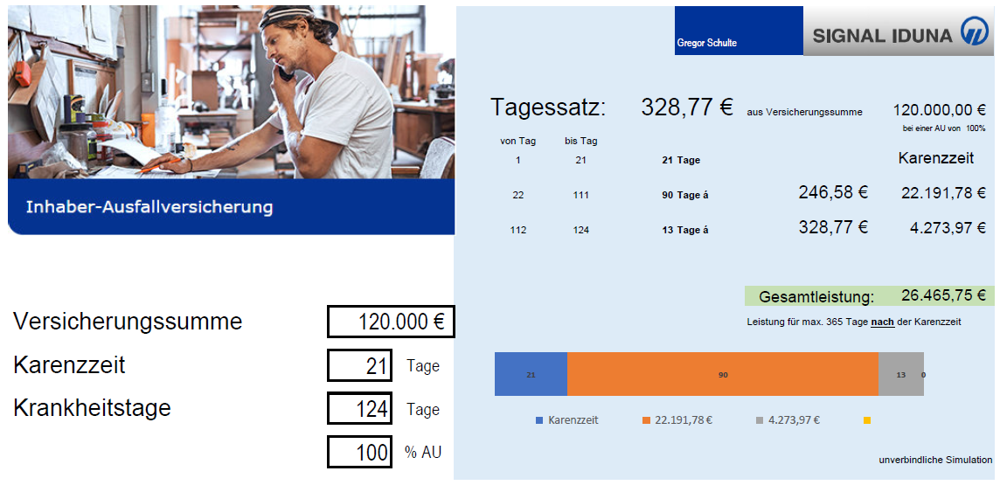 Inhaber-Ausfallversicherung
Versicherungssumme 120.000 €
Karenzzeit 21 Tage
Krankheitstage 124 Tage
100 % AU
Gregor Schulte
SIGNAL IDUNA
Tagessatz: 328,77 € aus Versicherungssumme 120.000,00 €
bei einer AU von 100%
von Tag bis Tag
1 21 21 Tage Karenzzeit
22 111 90 Tage á 246,58 € 22.191,78 €
112 124 13 Tage á 328,77 € 4.273,97 €
Gesamtleistung: 26.465,75 €
Leistung für max. 365 Tage nach der Karenzzeit
21 90 13 0
Karenzzeit 22.191,78 € 4.273,97 €
unverbindliche Simulation